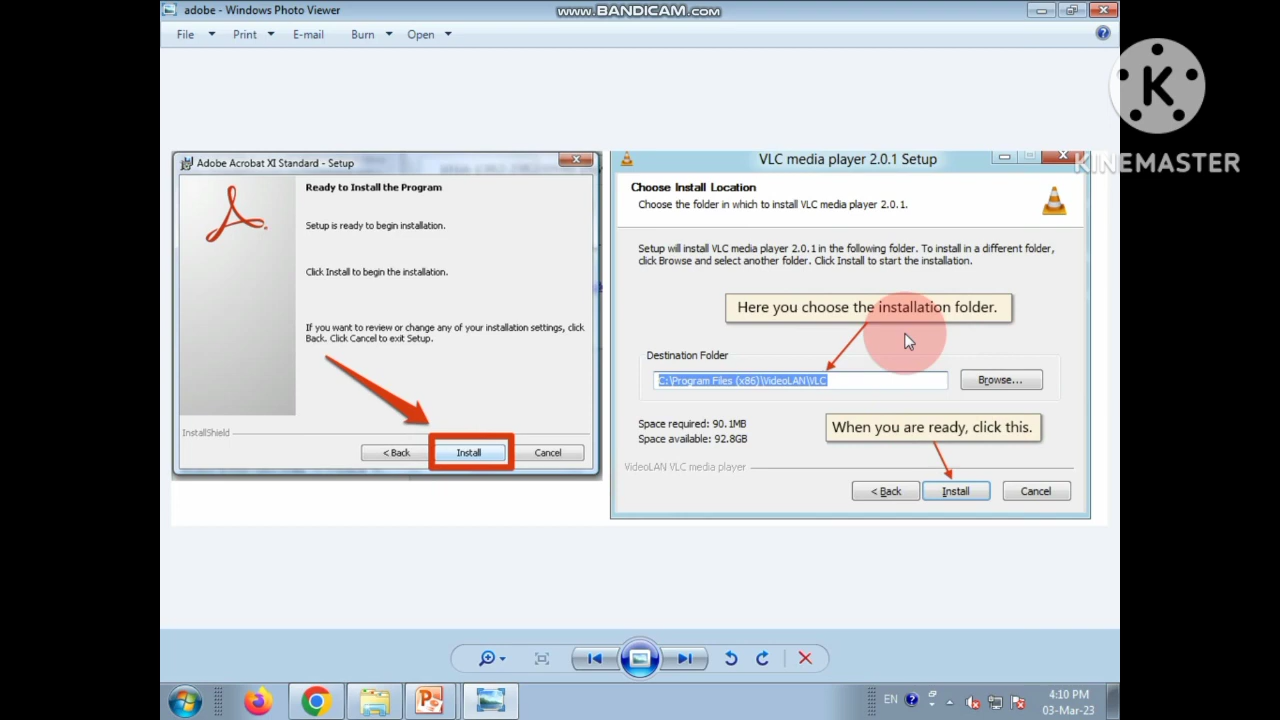 adobe - Windows Photo Viewer
www.BANDICAM.com
File Print E-mail Burn Open
K
KINEMASTER
Adobe Acrobat XI Standard - Setup
Ready to Install the Program
Setup is ready to begin installation.
Click Install to begin the installation.
If you want to review or change any of your installation settings, click
Back. Click Cancel to exit Setup.
InstallShield
< Back Install Cancel
VLC media player 2.0.1 Setup
Choose Install Location
Choose the folder in which to install VLC media player 2.0.1.
Setup will install VLC media player 2.0.1 in the following folder. To install in a different folder,
click Browse and select another folder. Click Install to start the installation.
Here you choose the installation folder.
Destination Folder
C:\Program Files (x86)\VideoLAN\VLC
Browse...
Space required: 90.1MB
Space available: 92.8GB
When you are ready, click this.
VideoLAN VLC media player
< Back Install Cancel
EN
4:10 PM
03-Mar-23